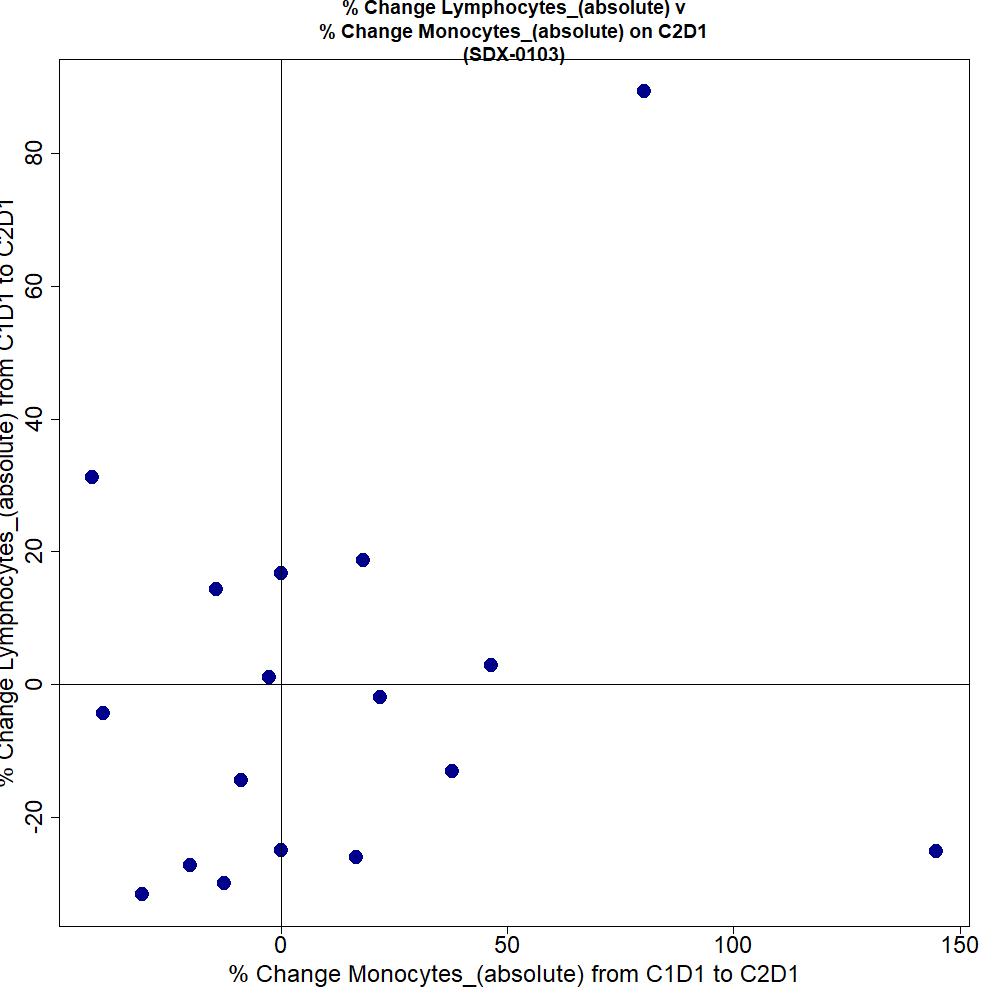 % Change Lymphocytes_(absolute) v
% Change Monocytes_(absolute) on C2D1
(SDX-0103)
% Change Lymphocytes_(absolute) from C1D1 to C2D1
80
60
40
20
0
-20
0 50 100 150
% Change Monocytes_(absolute) from C1D1 to C2D1